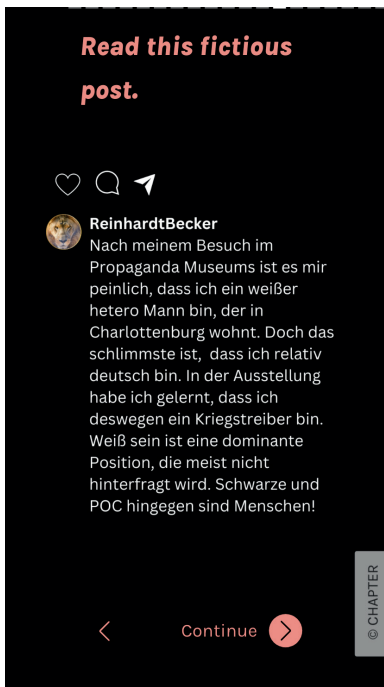 Read this fictious
post.
ReinhardtBecker
Nach meinem Besuch im
Propaganda Museums ist es mir
peinlich, dass ich ein weißer
hetero Mann bin, der in
Charlottenburg wohnt. Doch das
schlimmste ist, dass ich relativ
deutsch bin. In der Ausstellung
habe ich gelernt, dass ich
deswegen ein Kriegstreiber bin.
Weiß sein ist eine dominante
Position, die meist nicht
hinterfragt wird. Schwarze und
POC hingegen sind Menschen!
Continue
© CHAPTER